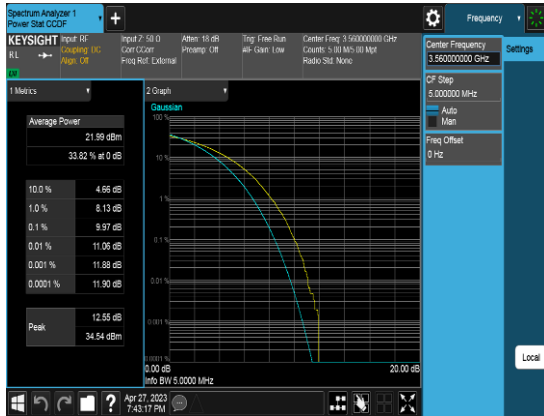 Spectrum Analyzer 1
Power Stat CCDF
Frequency
KEYSIGHT
Input: RF
Coupling: DC
Align: Off
Input Z: 50 Ω
Corr CCorr
Freq Ref: External
Atten: 18 dB
Preamp: Off
Trig: Free Run
#IF Gain: Low
Center Freq: 3.560000000 GHz
Counts: 5.00 M/5.00 Mpt
Radio Std: None
Center Frequency
3.560000000 GHz
Settings
CF Step
5.000000 MHz
Auto
Man
Freq Offset
0 Hz
1 Metrics
2 Graph
Gaussian
Average Power
21.99 dBm
33.82 % at 0 dB
10.0 % 4.66 dB
1.0 % 8.13 dB
0.1 % 9.97 dB
0.01 % 11.06 dB
0.001 % 11.88 dB
0.0001 % 11.90 dB
Peak
12.55 dB
34.54 dBm
100 %
10 %
1 %
0.1 %
0.01 %
0.001 %
0.0001 %
0.00 dB
20.00 dB
Info BW 5.0000 MHz
Local
?
Apr 27, 2023
7:43:17 PM